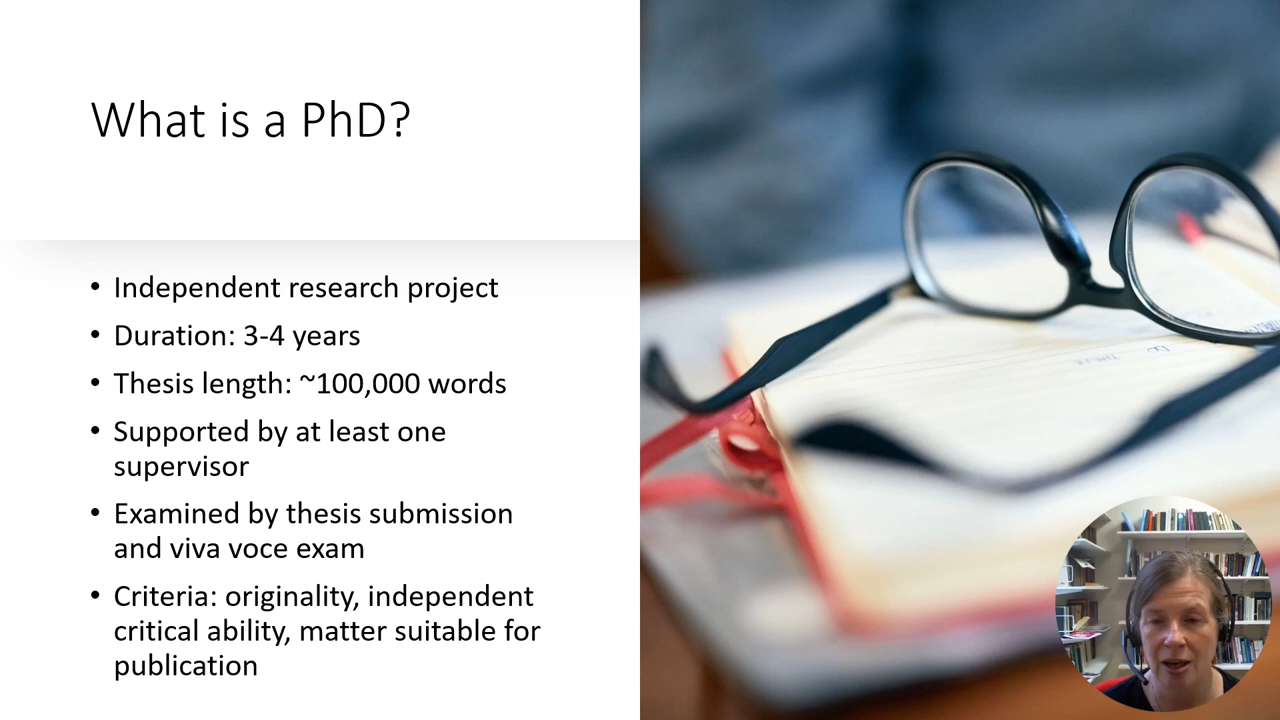 What is a PhD?
• Independent research project
• Duration: 3-4 years
• Thesis length: ~100,000 words
• Supported by at least one
supervisor
• Examined by thesis submission
and viva voce exam
• Criteria: originality, independent
critical ability, matter suitable for
publication